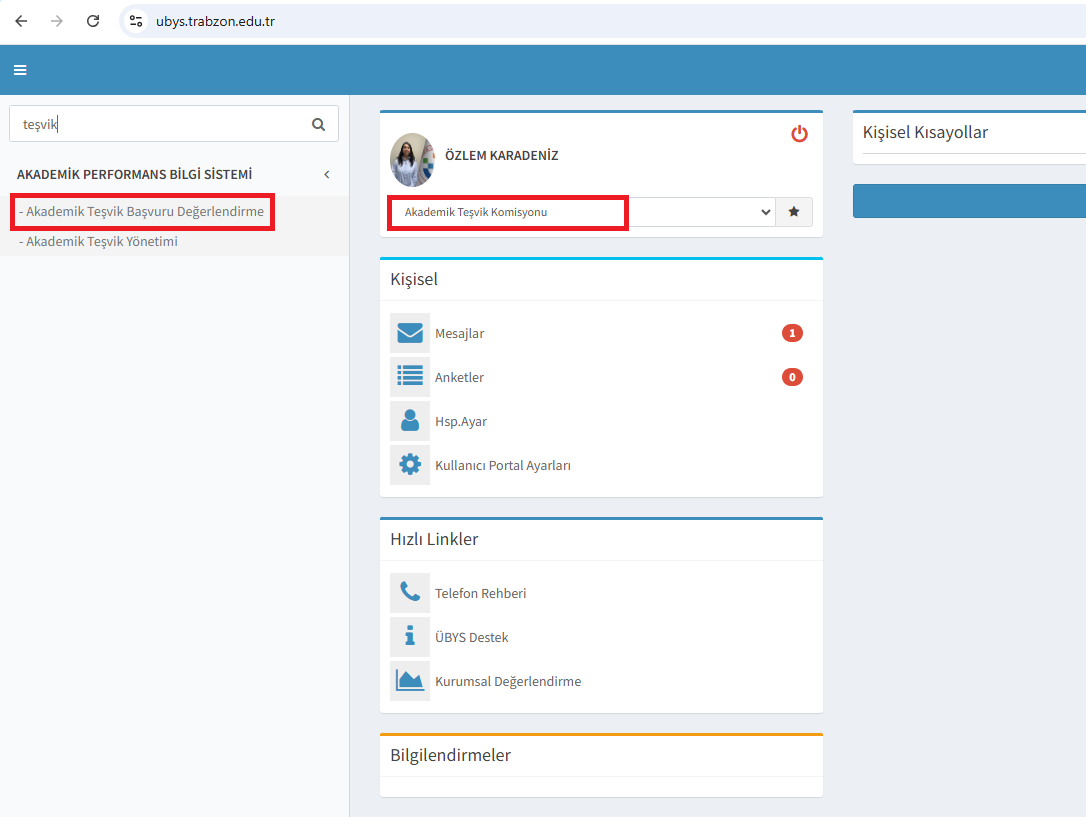 ubys.trabzon.edu.tr
teşvik
AKADEMİK PERFORMANS BİLGİ SİSTEMİ
- Akademik Teşvik Başvuru Değerlendirme
- Akademik Teşvik Yönetimi
ÖZLEM KARADENİZ
Akademik Teşvik Komisyonu
Kişisel
Mesajlar 1
Anketler 0
Hsp.Ayar
Kullanıcı Portal Ayarları
Hızlı Linkler
Telefon Rehberi
ÜBYS Destek
Kurumsal Değerlendirme
Bilgilendirmeler
Kişisel Kısayollar